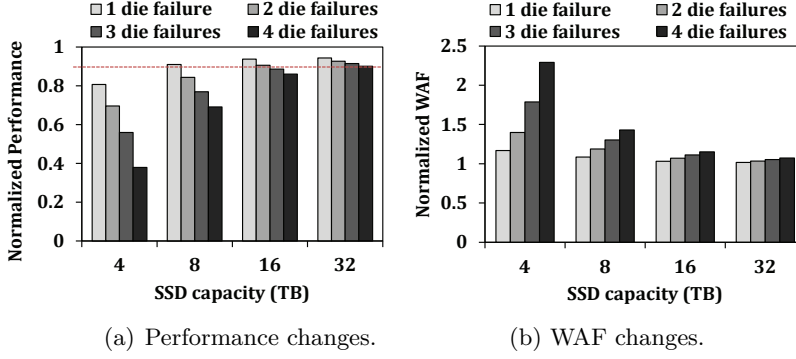 1 die failure 2 die failures
3 die failures 4 die failures
1
0.8
0.6
0.4
0.2
0
Normalized Performance
4 8 16 32
SSD capacity (TB)
(a) Performance changes.
1 die failure 2 die failures
3 die failures 4 die failures
2.5
2
1.5
1
0.5
0
Normalized WAF
4 8 16 32
SSD capacity (TB)
(b) WAF changes.